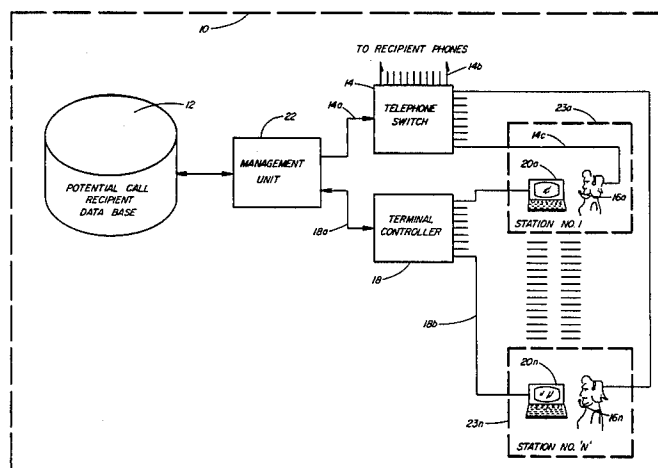 10
TO RECIPIENT PHONES
14
14b
12
22
14a
TELEPHONE
SWITCH
23a
14c
MANAGEMENT
UNIT
20a
16a
POTENTIAL CALL
RECIPIENT
DATA BASE
STATION NO. 1
18a
TERMINAL
CONTROLLER
18
18b
20n
16n
23n
STATION NO. 'N'